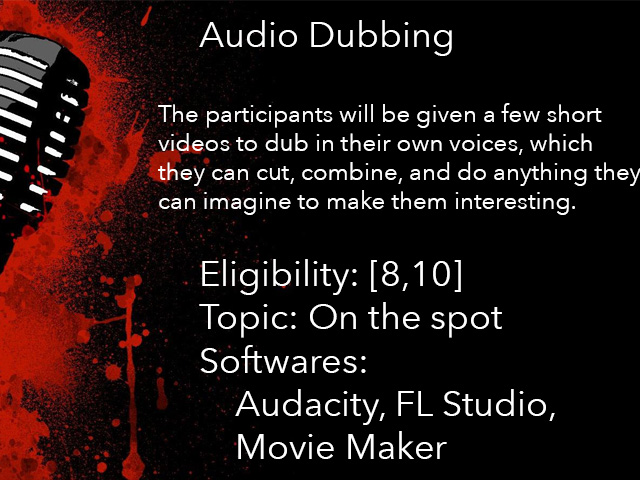 Audio Dubbing
The participants will be given a few short
videos to dub in their own voices, which
they can cut, combine, and do anything they
can imagine to make them interesting.
Eligibility: [8,10]
Topic: On the spot
Softwares:
Audacity, FL Studio,
Movie Maker